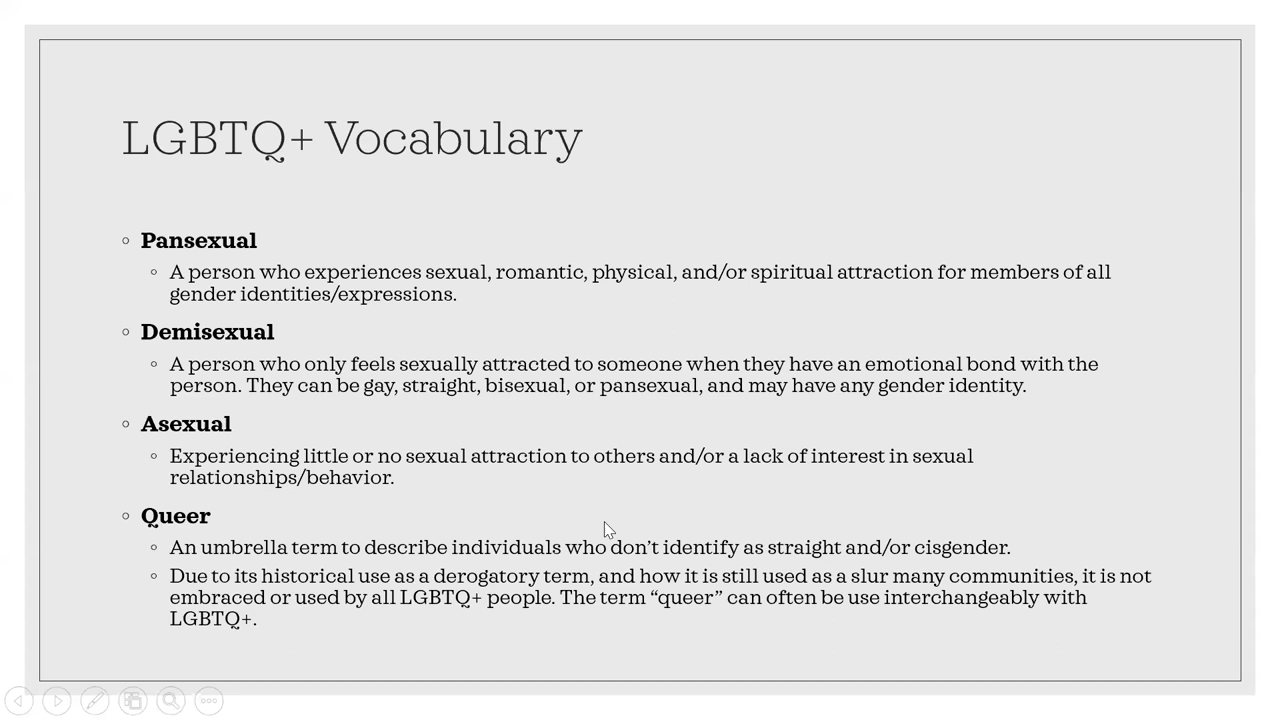 LGBTQ+ Vocabulary
Pansexual
A person who experiences sexual, romantic, physical, and/or spiritual attraction for members of all
gender identities/expressions.
Demisexual
A person who only feels sexually attracted to someone when they have an emotional bond with the
person. They can be gay, straight, bisexual, or pansexual, and may have any gender identity.
Asexual
Experiencing little or no sexual attraction to others and/or a lack of interest in sexual
relationships/behavior.
Queer
An umbrella term to describe individuals who don’t identify as straight and/or cisgender.
Due to its historical use as a derogatory term, and how it is still used as a slur many communities, it is not
embraced or used by all LGBTQ+ people. The term “queer” can often be use interchangeably with
LGBTQ+.